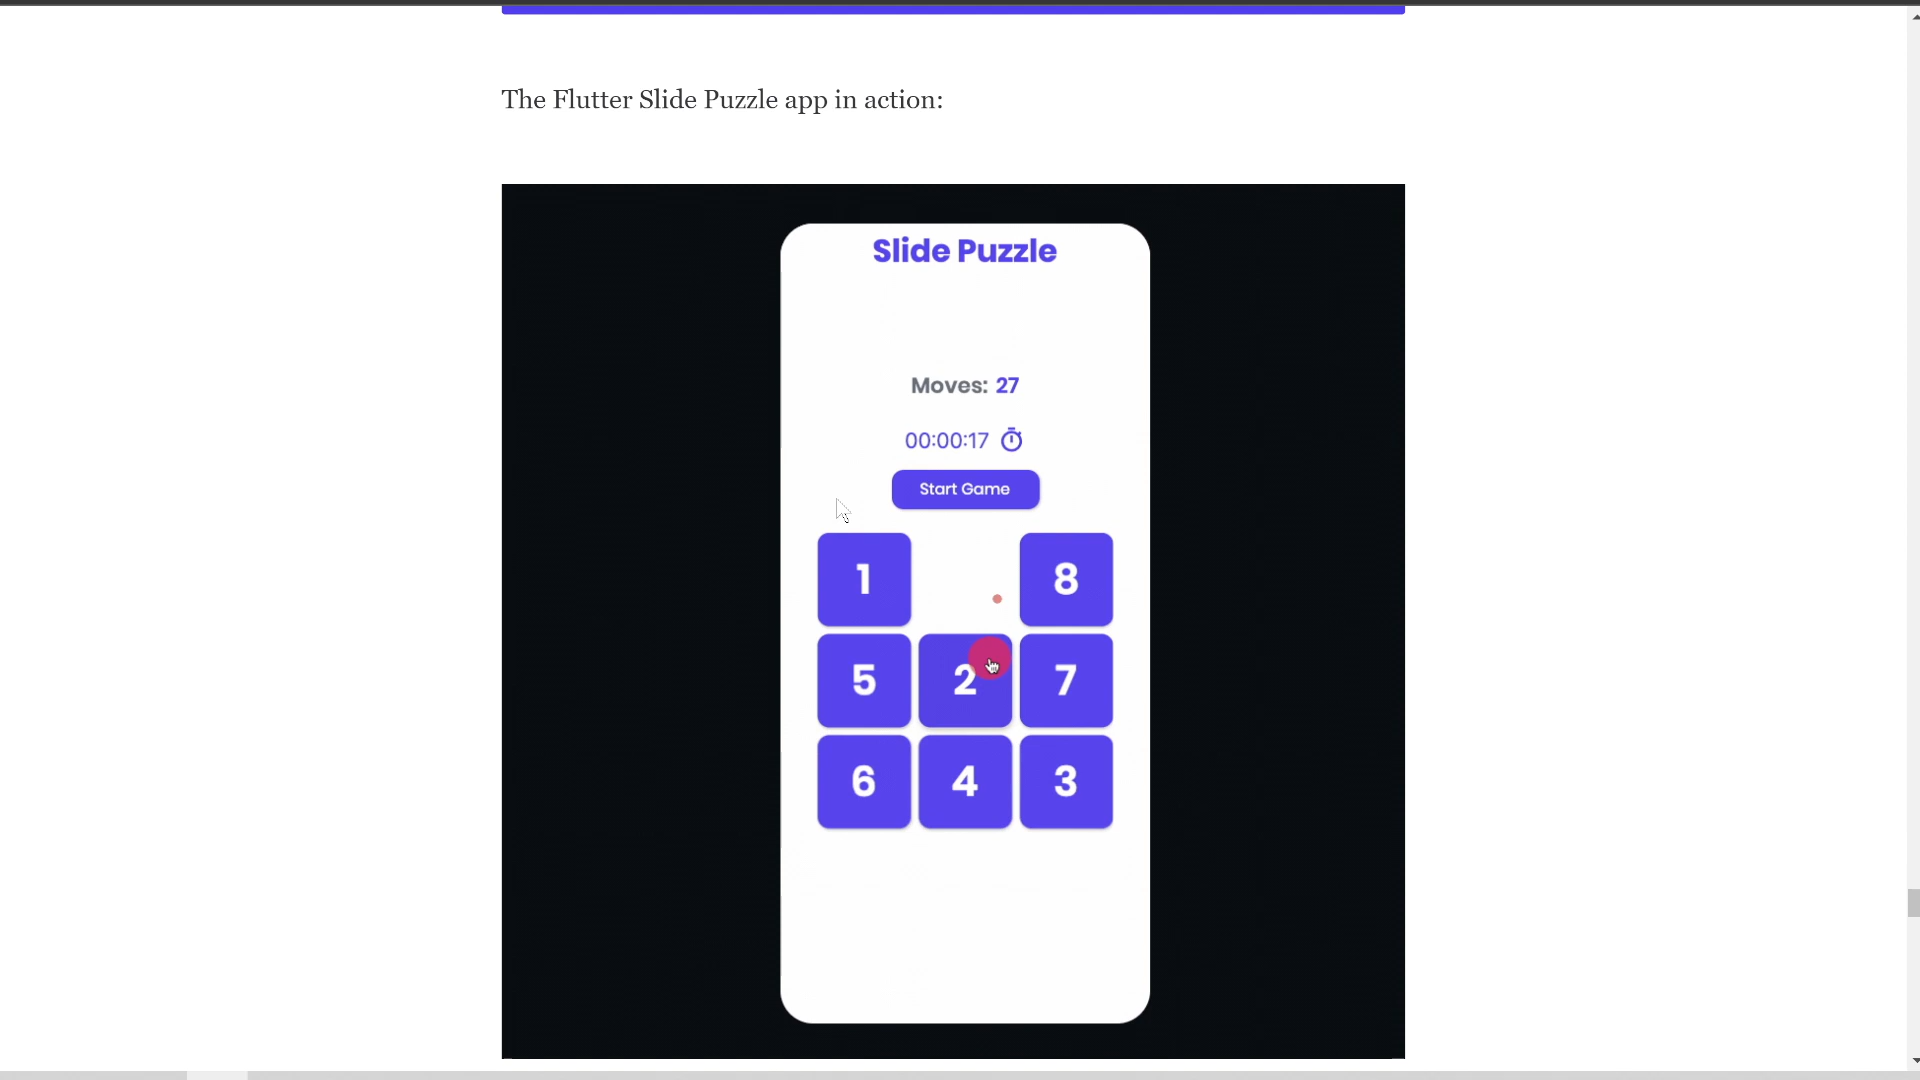 The Flutter Slide Puzzle app in action:
Slide Puzzle
Moves: 27
00:00:17
Start Game
1 8
5 2 7
6 4 3